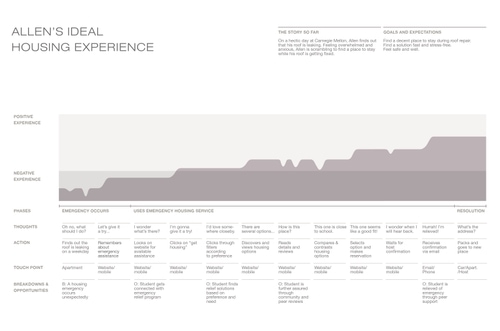 ALLEN'S IDEAL
HOUSING EXPERIENCE
THE STORY SO FAR
On a hectic day at Carnegie Mellon, Allen finds out
that his roof is leaking. Feeling overwhelmed and
anxious, Allen is scrambling to find a place to stay
while his roof is getting fixed.
GOALS AND EXPECTATIONS
Find a decent place to stay during roof repair.
Find a solution fast and stress-free.
Feel safe and well.
POSITIVE
EXPERIENCE
NEGATIVE
EXPERIENCE
PHASES
EMERGENCY OCCURS
USES EMERGENCY HOUSING SERVICE
RESOLUTION
THOUGHTS
Oh no, what
should I do?
Let's give it
a try...
I wonder
what's there?
I'm gonna
give it a try!
I'd love some-
where closeby.
There are
several options...
How is this
place?
This one is close
to school.
This one seems
like a good fit!
I wonder when I
will hear back.
Hurrah! I'm
relieved!
What's the
address?
ACTION
Finds out the
roof is leaking
on a weekday
Remembers
about
emergency
assistance
Looks on
website for
available
assistance
Clicks on "get
housing"
Clicks through
filters
according
to preference
Discovers and
views housing
options
Reads
details and
reviews
Compares &
contrasts
housing
options
Selects
option and
makes
reservation
Waits for
host
confirmation
Receives
confirmation
via email
Packs and
goes to new
place
TOUCH POINT
Apartment
Website/
mobile
Website/
mobile
Website/
mobile
Website/
mobile
Website/
mobile
Website/
mobile
Website/
mobile
Website/
mobile
Website/
mobile
Email/
Phone
Car/Apart-
ment
BREAKDOWNS &
OPPORTUNITIES
B: A housing
emergency
occurs
unexpectedly
O: Student gets
connected with
emergency
relief program
O: Student finds
relief solutions
based on
preference and
need
O: Student is
further assured
through
community and
peer reviews
O: Student is
relieved of
emergency
through peer
support